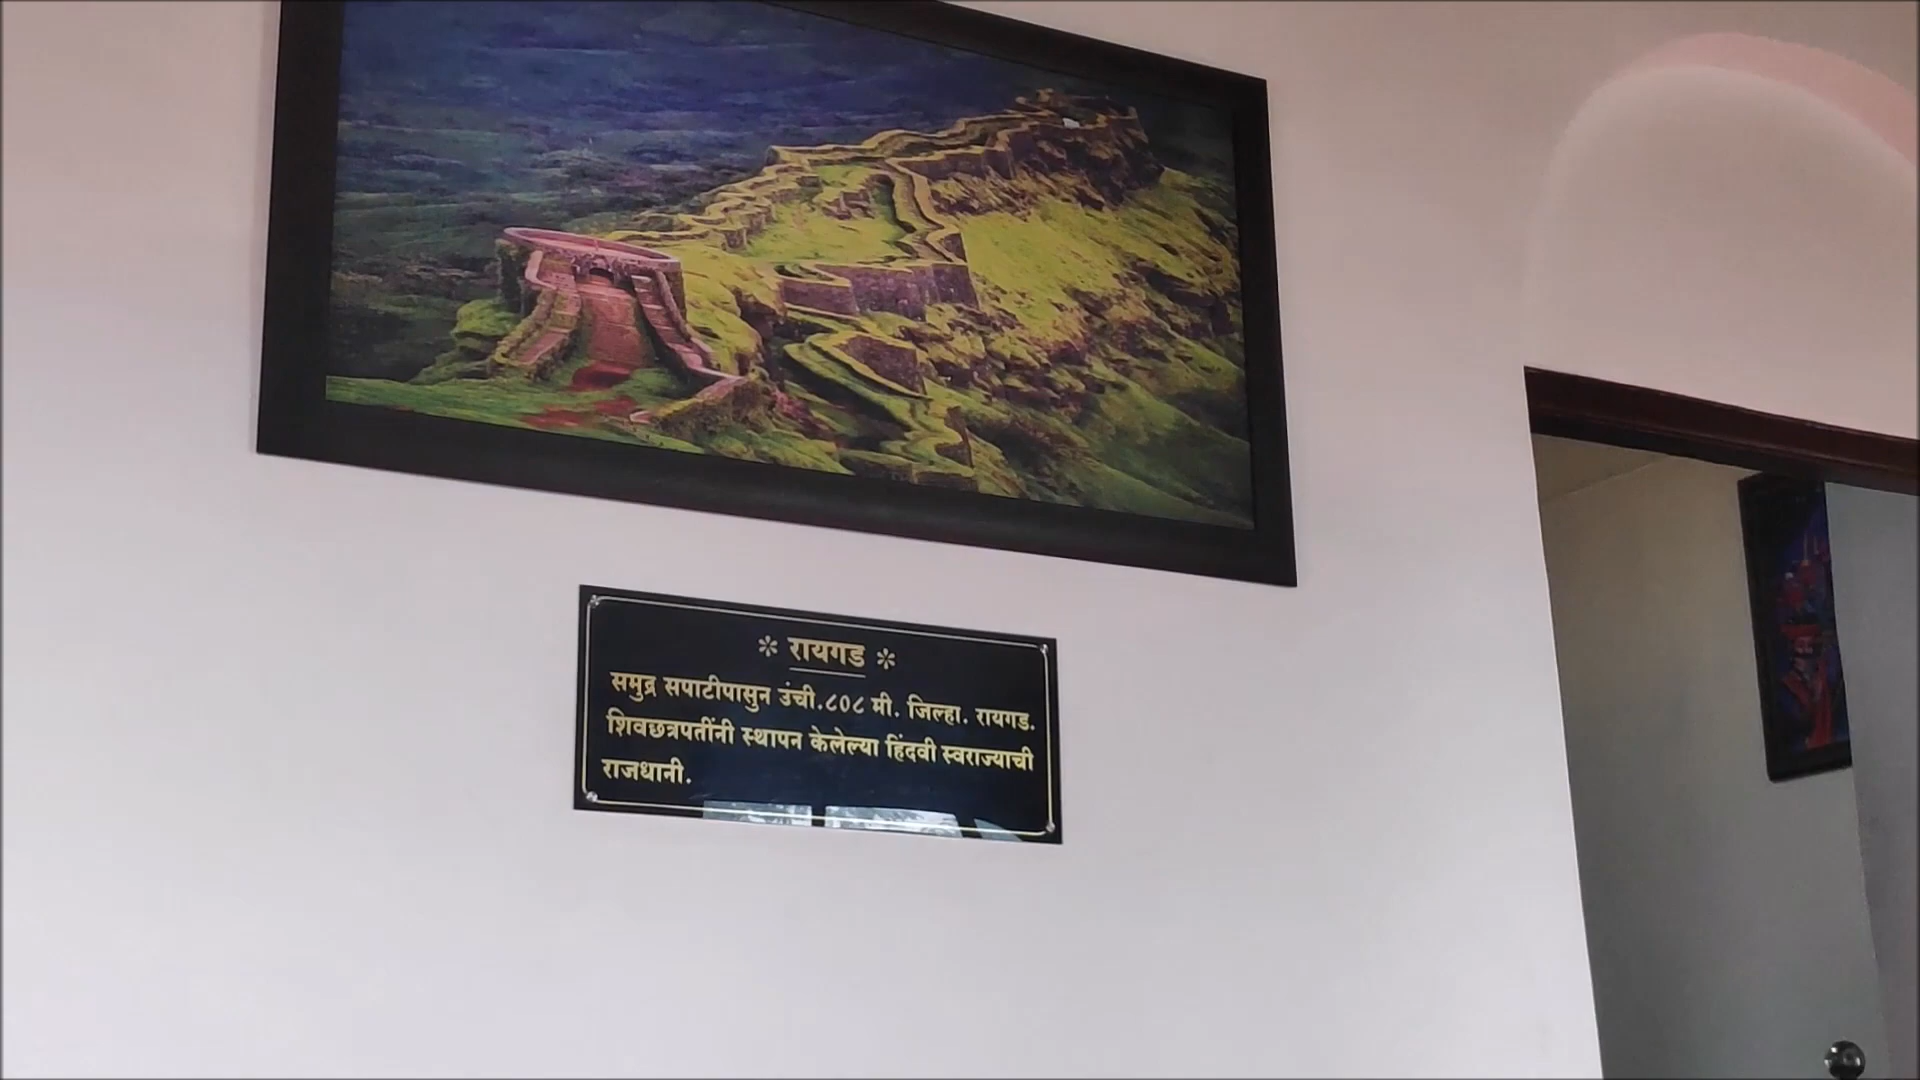 * रायगड *
समुद्र सपाटीपासुन उंची.८०८ मी. जिल्हा. रायगड.
शिवछत्रपतींनी स्थापन केलेल्या हिंदवी स्वराज्याची
राजधानी.